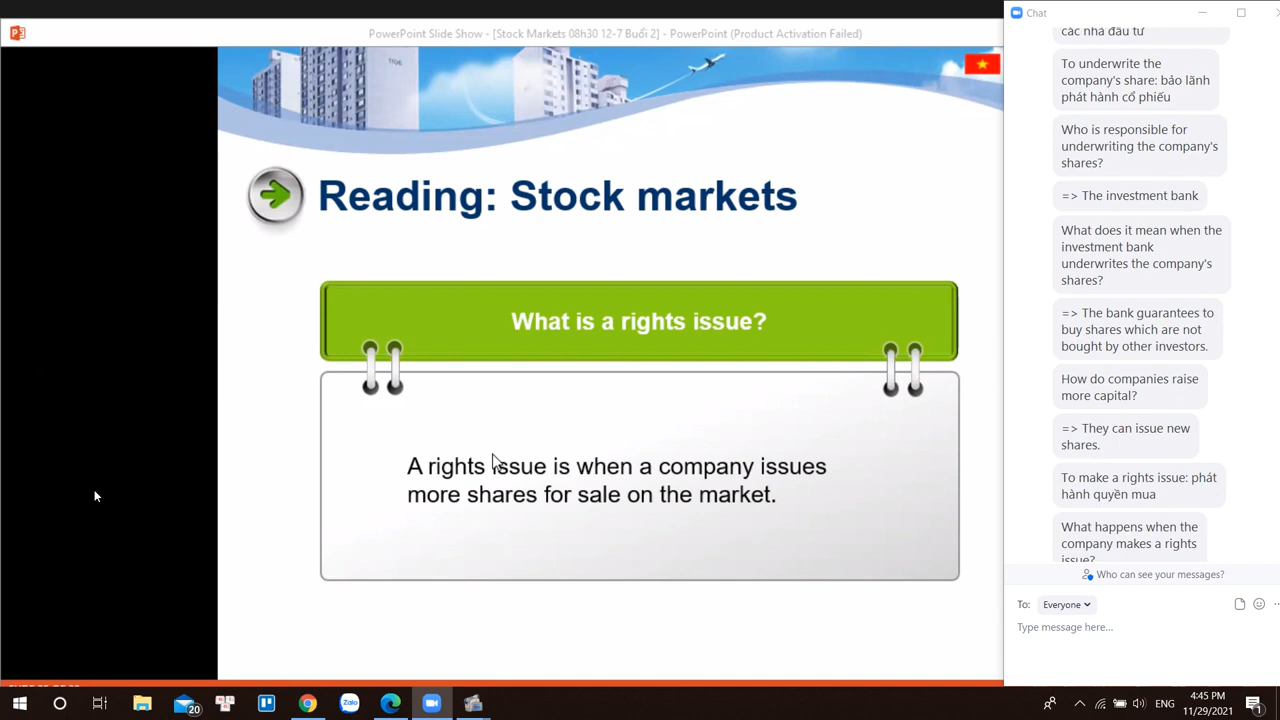 PowerPoint Slide Show - [Stock Markets 08h30 12-7 Buổi 2] - PowerPoint (Product Activation Failed)
Reading: Stock markets
What is a rights issue?
A rights issue is when a company issues
more shares for sale on the market.
Chat
các nhà đầu tư
To underwrite the
company's share: bảo lãnh
phát hành cổ phiếu
Who is responsible for
underwriting the company's
shares?
=> The investment bank
What does it mean when the
investment bank
underwrites the company's
shares?
=> The bank guarantees to
buy shares which are not
bought by other investors.
How do companies raise
more capital?
=> They can issue new
shares.
To make a rights issue: phát
hành quyền mua
What happens when the
company makes a rights
issue?
Who can see your messages?
To: Everyone
Type message here...
20
Zalo
ENG
4:45 PM
11/29/2021
1